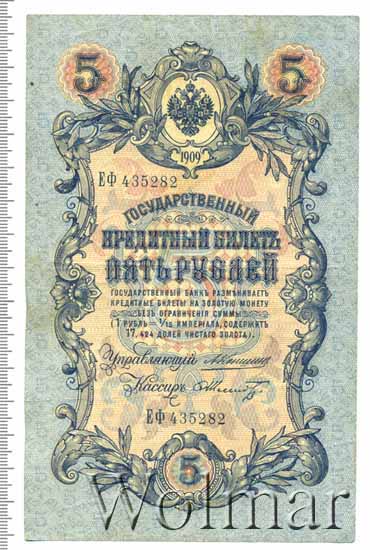 5 5
1909
ЕФ 435282
ГОСУДАРСТВЕННЫЙ
КРЕДИТНЫЙ БИЛЕТЪ
ПЯТЬ РУБЛЕЙ
ГОСУДАРСТВЕННЫЙ БАНКЪ РАЗМѢНИВАЕТЪ
КРЕДИТНЫЕ БИЛЕТЫ НА ЗОЛОТУЮ МОНЕТУ
БЕЗЪ ОГРАНИЧЕНІЯ СУММЫ
(1 РУБЛЬ = 1/15 ИМПЕРІАЛА, СОДЕРЖИТЪ
17,424 ДОЛЕЙ ЧИСТАГО ЗОЛОТА).
Управляющій
Кассиръ
ЕФ 435282
5
Wolmar